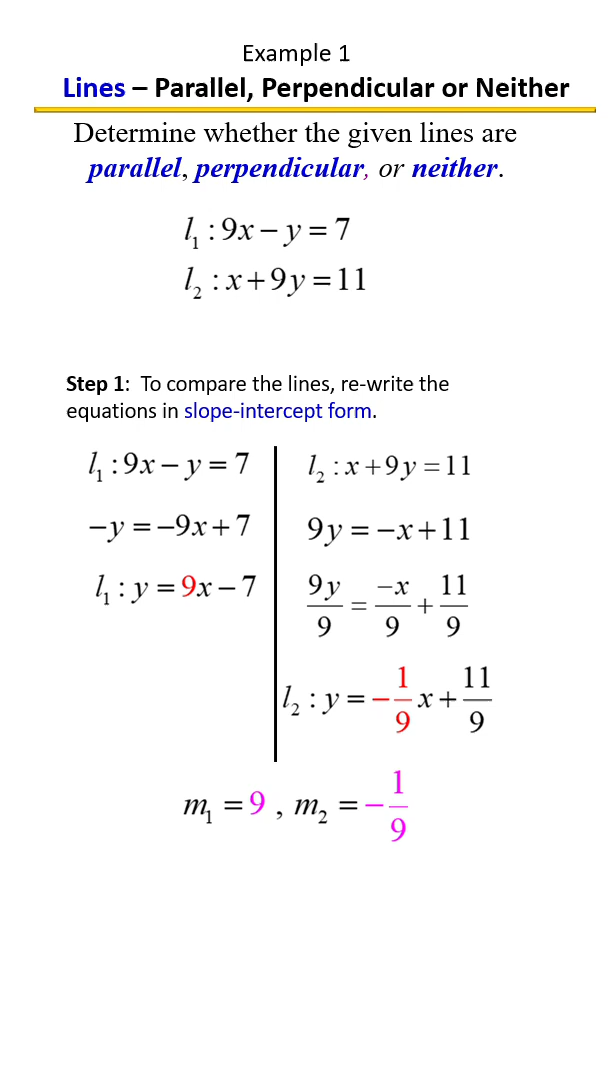 Example 1
Lines – Parallel, Perpendicular or Neither
Determine whether the given lines are
parallel, perpendicular, or neither.
l₁ : 9x − y = 7
l₂ : x + 9y = 11
Step 1: To compare the lines, re-write the
equations in slope-intercept form.
l₁ : 9x − y = 7
−y = −9x + 7
l₁ : y = 9x − 7
l₂ : x + 9y = 11
9y = −x + 11
9y/9 = −x/9 + 11/9
l₂ : y = −1/9 x + 11/9
m₁ = 9 , m₂ = −1/9